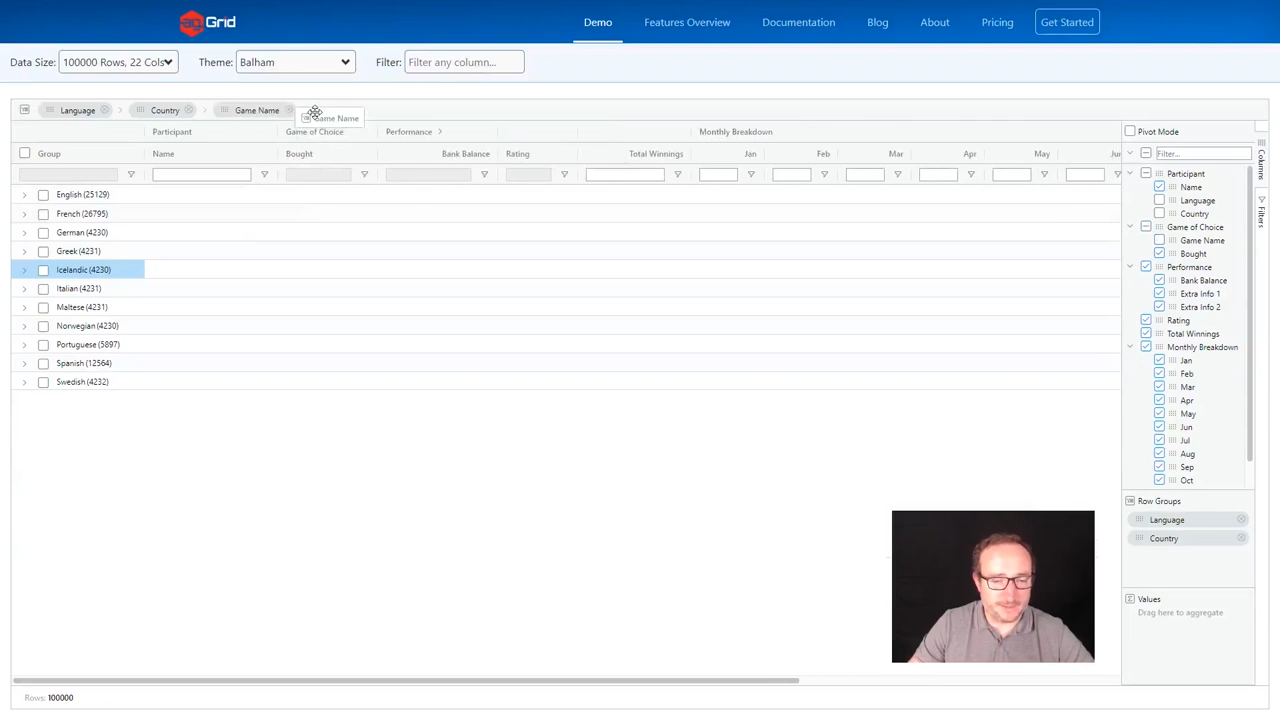 ag Grid
Demo
Features Overview
Documentation
Blog
About
Pricing
Get Started
Data Size:
100000 Rows, 22 Cols
Theme:
Balham
Filter:
Filter any column...
Language
Country
Game Name
Game Name
Participant
Game of Choice
Performance
Monthly Breakdown
Group
Name
Bought
Bank Balance
Rating
Total Winnings
Jan
Feb
Mar
Apr
May
Jun
English (25129)
French (26795)
German (4230)
Greek (4231)
Icelandic (4230)
Italian (4231)
Maltese (4231)
Norwegian (4230)
Portuguese (5897)
Spanish (12564)
Swedish (4232)
Pivot Mode
Filter...
Participant
Name
Language
Country
Game of Choice
Game Name
Bought
Performance
Bank Balance
Extra Info 1
Extra Info 2
Rating
Total Winnings
Monthly Breakdown
Jan
Feb
Mar
Apr
May
Jun
Jul
Aug
Sep
Oct
Row Groups
Language
Country
Values
Drag here to aggregate
Columns
Filters
Rows: 100000